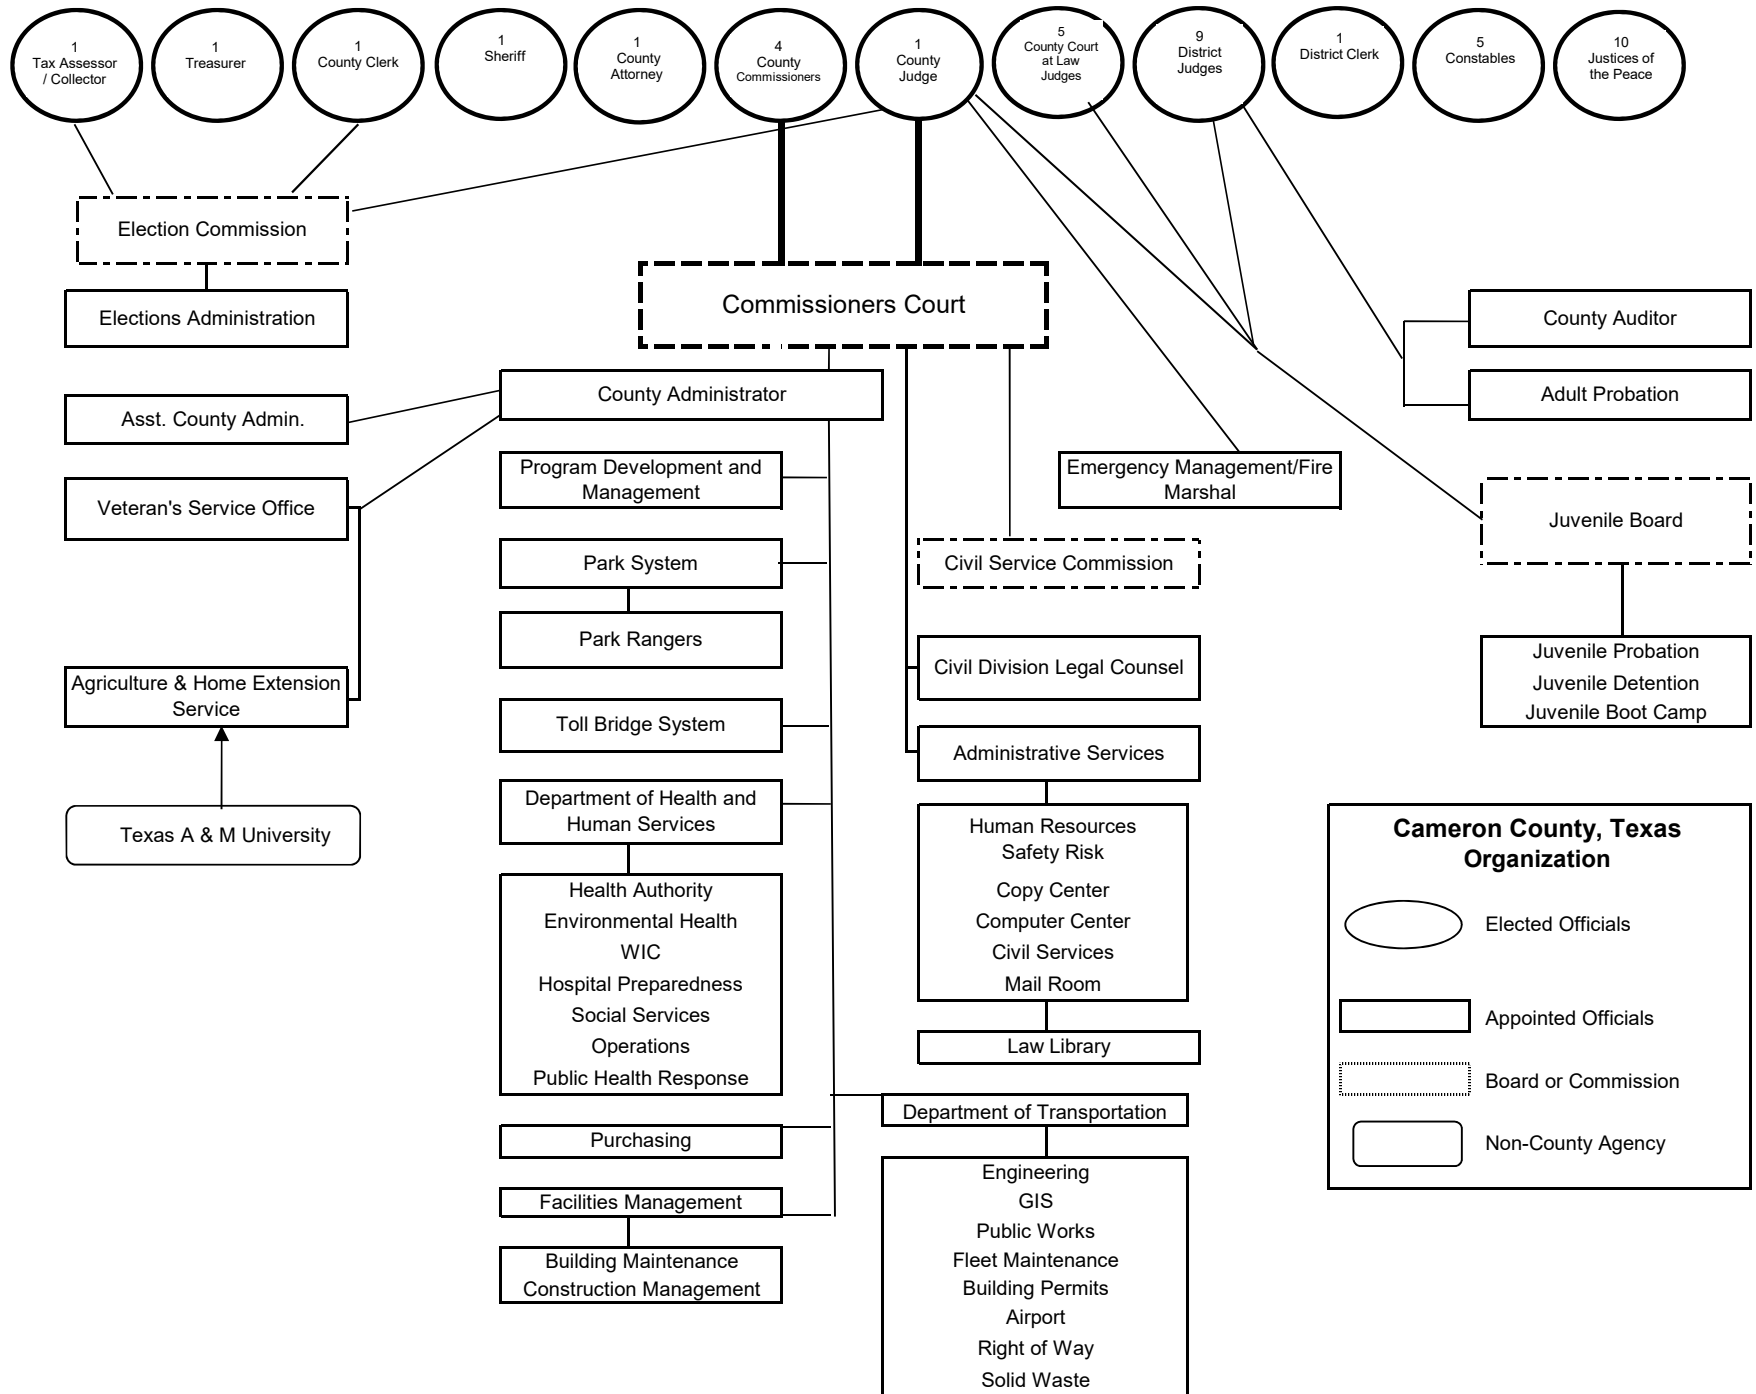 1
Tax Assessor
/ Collector
1
Treasurer
1
County Clerk
1
Sheriff
1
County
Attorney
4
County
Commissioners
1
County
Judge
5
County Court
at Law
Judges
9
District
Judges
1
District Clerk
5
Constables
10
Justices of
the Peace
Election Commission
Elections Administration
Commissioners Court
County Auditor
Adult Probation
County Administrator
Asst. County Admin.
Veteran's Service Office
Agriculture & Home Extension
Service
Texas A & M University
Program Development and
Management
Park System
Park Rangers
Toll Bridge System
Department of Health and
Human Services
Health Authority
Environmental Health
WIC
Hospital Preparedness
Social Services
Operations
Public Health Response
Purchasing
Facilities Management
Building Maintenance
Construction Management
Emergency Management/Fire
Marshal
Civil Service Commission
Civil Division Legal Counsel
Administrative Services
Human Resources
Safety Risk
Copy Center
Computer Center
Civil Services
Mail Room
Law Library
Department of Transportation
Engineering
GIS
Public Works
Fleet Maintenance
Building Permits
Airport
Right of Way
Solid Waste
Juvenile Board
Juvenile Probation
Juvenile Detention
Juvenile Boot Camp
Cameron County, Texas
Organization
Elected Officials
Appointed Officials
Board or Commission
Non-County Agency